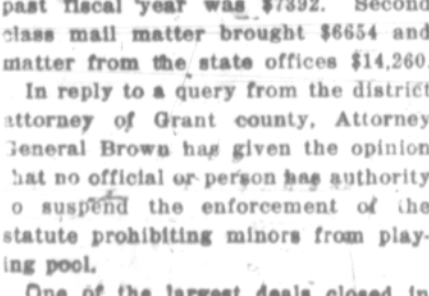 past fiscal year was $7392. Second
class mail matter brought $6654 and
matter from the state offices $14,260.
In reply to a query from the district
attorney of Grant county, Attorney
General Brown has given the opinion
hat no official or person has authority
o suspend the enforcement of the
statute prohibiting minors from play-
ing pool.
One of the largest deals closed in